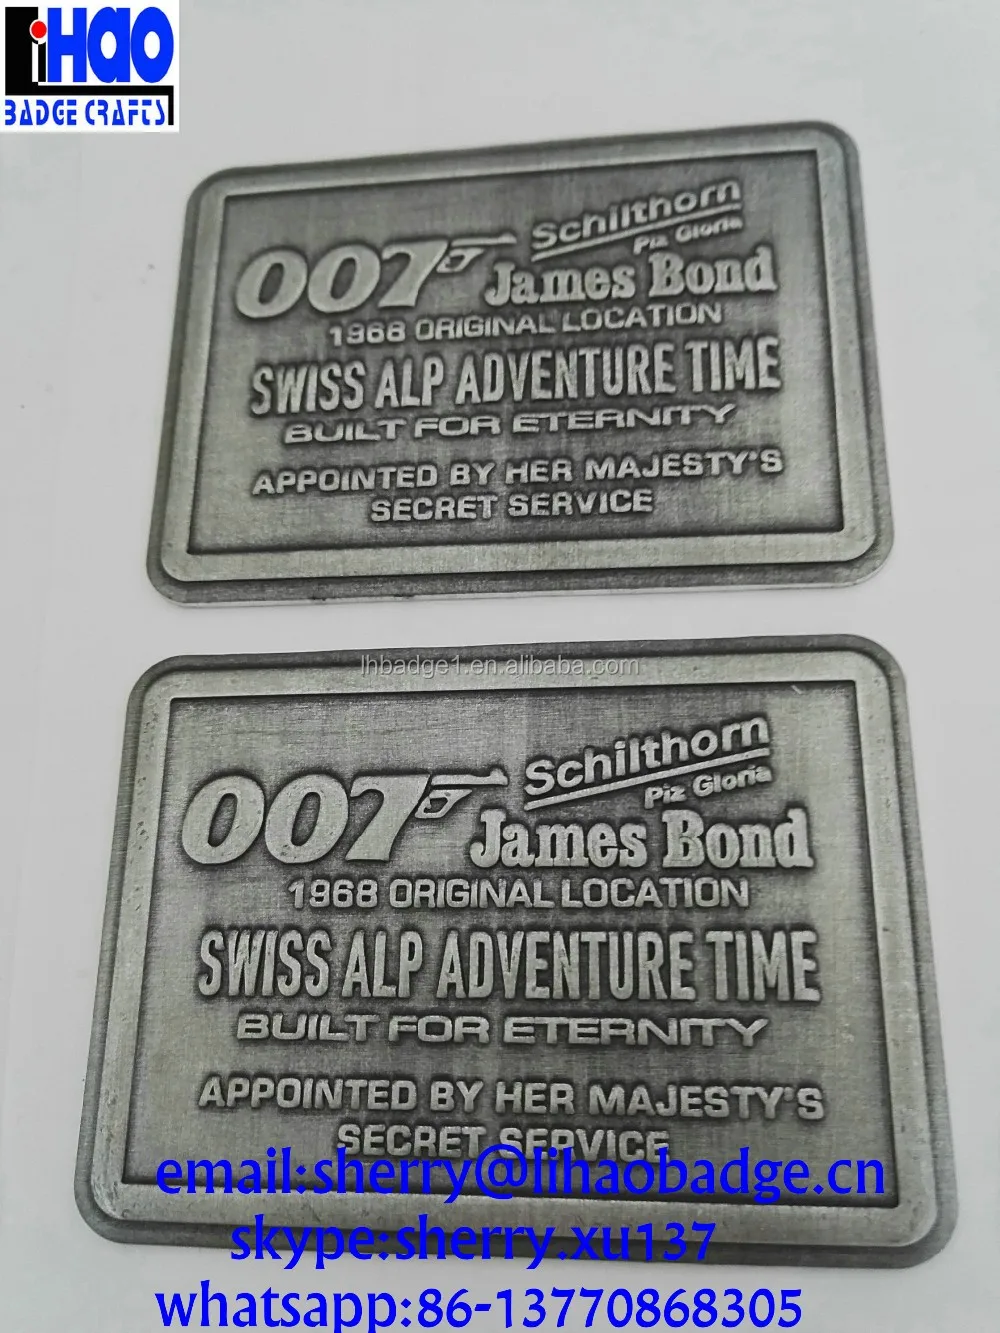 liHao
BADGE CRAFTS
Schilthorn
Piz Gloria
007 James Bond
1968 ORIGINAL LOCATION
SWISS ALP ADVENTURE TIME
BUILT FOR ETERNITY
APPOINTED BY HER MAJESTY'S
SECRET SERVICE
lhbadge1.en.alibaba.com
Schilthorn
Piz Gloria
007 James Bond
1968 ORIGINAL LOCATION
SWISS ALP ADVENTURE TIME
BUILT FOR ETERNITY
APPOINTED BY HER MAJESTY'S
SECRET SERVICE
email:sherry@lihaobadge.cn
skype:sherry.xu137
whatsapp:86-13770868305